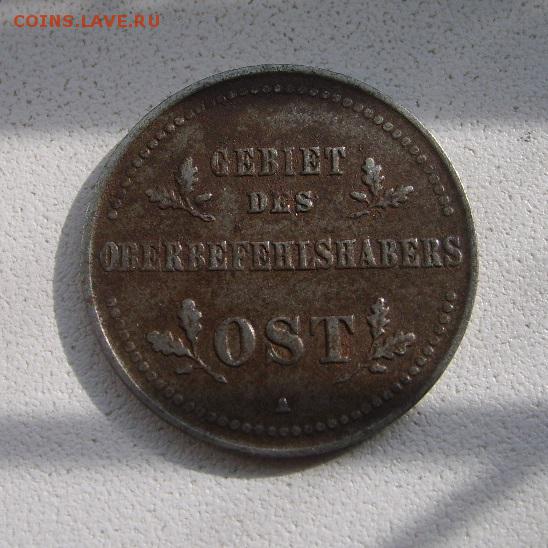 COINS.LAVE.RU
GEBIET
DES
OBERBEFEHLSHABERS
OST
A